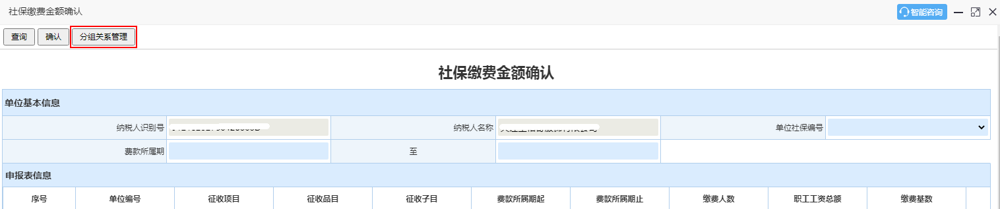 社保缴费金额确认
智能咨询
查询 确认 分组关系管理
社保缴费金额确认
单位基本信息
纳税人识别号 纳税人名称 单位社保编号
费款所属期 至
申报表信息
序号 单位编号 征收项目 征收品目 征收子目 费款所属期起 费款所属期止 缴费人数 职工工资总额 缴费基数